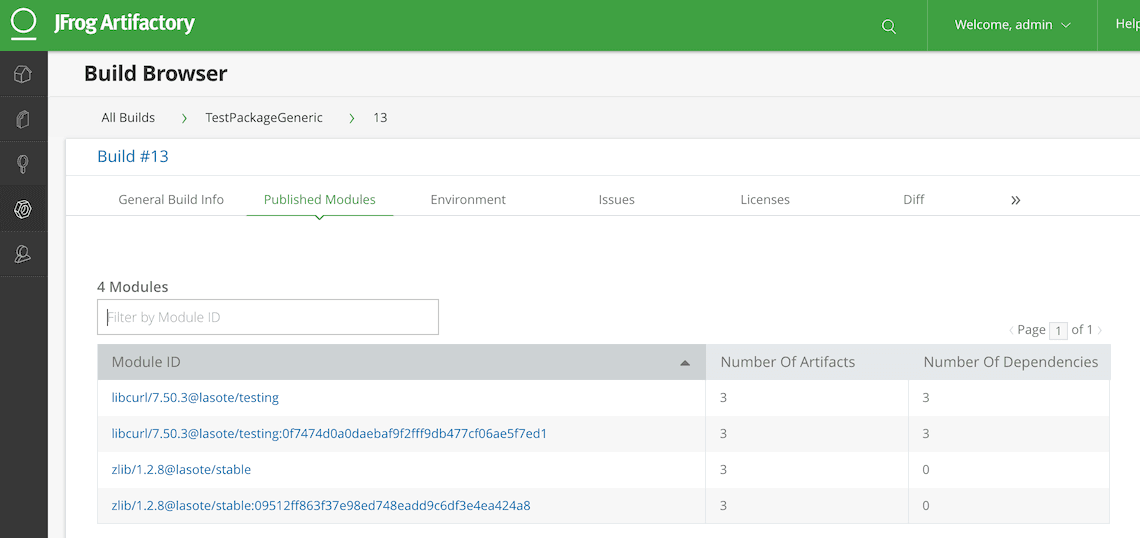 JFrog Artifactory
Welcome, admin
Help
Build Browser
All Builds > TestPackageGeneric > 13
Build #13
General Build Info Published Modules Environment Issues Licenses Diff »
4 Modules
Filter by Module ID
Page 1 of 1
Module ID Number Of Artifacts Number Of Dependencies
libcurl/7.50.3@lasote/testing 3 3
libcurl/7.50.3@lasote/testing:0f7474d0a0daebaf9f2fff9db477cf06ae5f7ed1 3 3
zlib/1.2.8@lasote/stable 3 0
zlib/1.2.8@lasote/stable:09512ff863f37e98ed748eadd9c6df3e4ea424a8 3 0